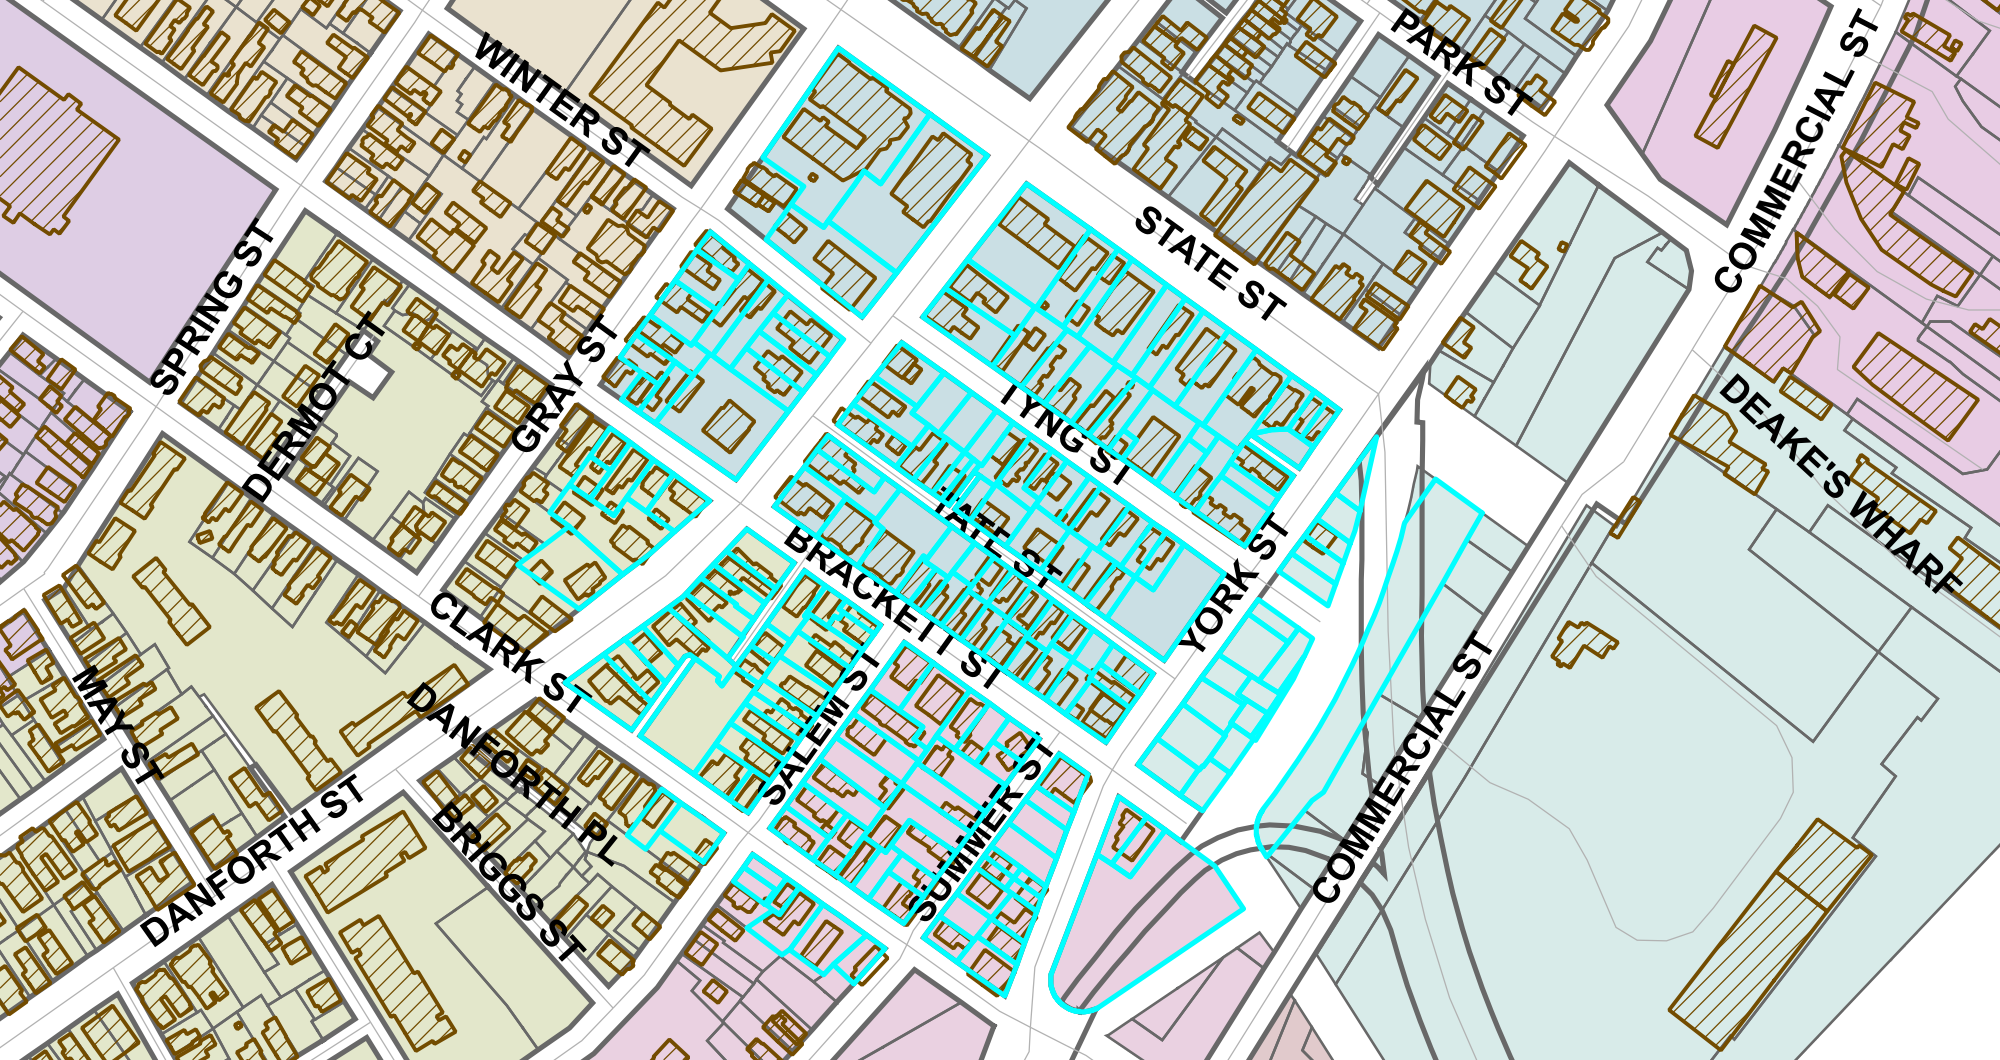 WINTER ST
PARK ST
COMMERCIAL ST
STATE ST
SPRING ST
DERMOT CT
GRAY ST
TYNG ST
DEAKE'S WHARF
BRACKETT ST
YORK ST
CLARK ST
SALEM ST
SUMMER ST
MAY ST
DANFORTH PL
DANFORTH ST
BRIGGS ST
COMMERCIAL ST